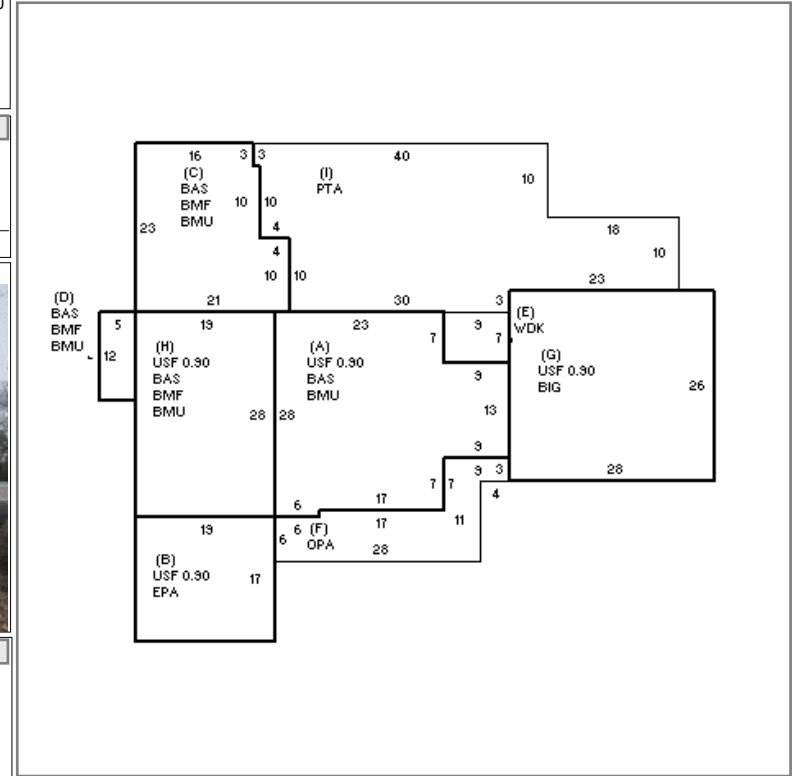 16
3
3
40
(C)
BAS
BMF
BMU
(I)
PTA
10
10
10
23
4
4
10
10
18
10
23
(D)
BAS
BMF
BMU
5
12
21
30
3
19
23
9
7
7
(E)
WDK
(H)
USF 0.90
BAS
BMF
BMU
(A)
USF 0.90
BAS
BMU
(G)
USF 0.90
BIG
26
9
13
28
28
9
9
3
28
4
7
7
17
6
17
11
19
6
6
(F)
OPA
28
(B)
USF 0.90
EPA
17